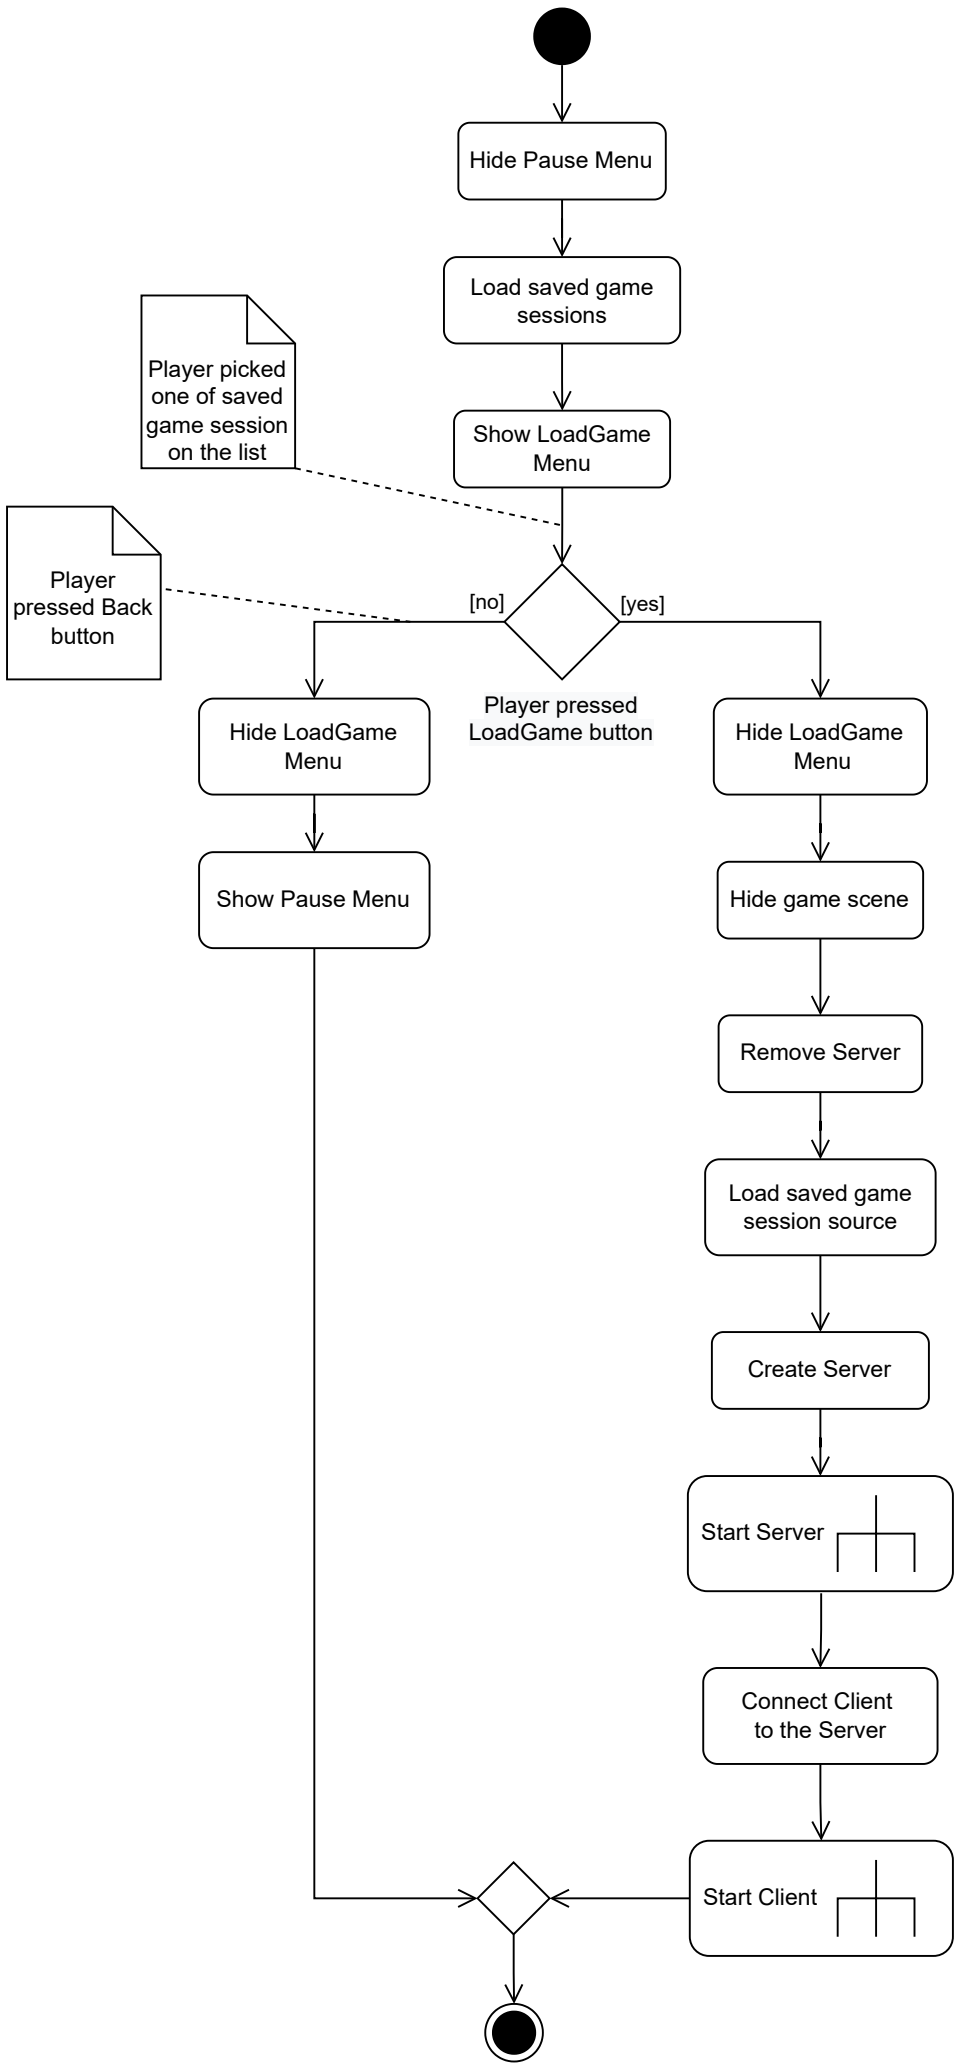 Hide Pause Menu
Load saved game
sessions
Player picked
one of saved
game session
on the list
Show LoadGame
Menu
Player
pressed Back
button
[no]
[yes]
Player pressed
LoadGame button
Hide LoadGame
Menu
Hide LoadGame
Menu
Show Pause Menu
Hide game scene
Remove Server
Load saved game
session source
Create Server
Start Server
Connect Client
to the Server
Start Client